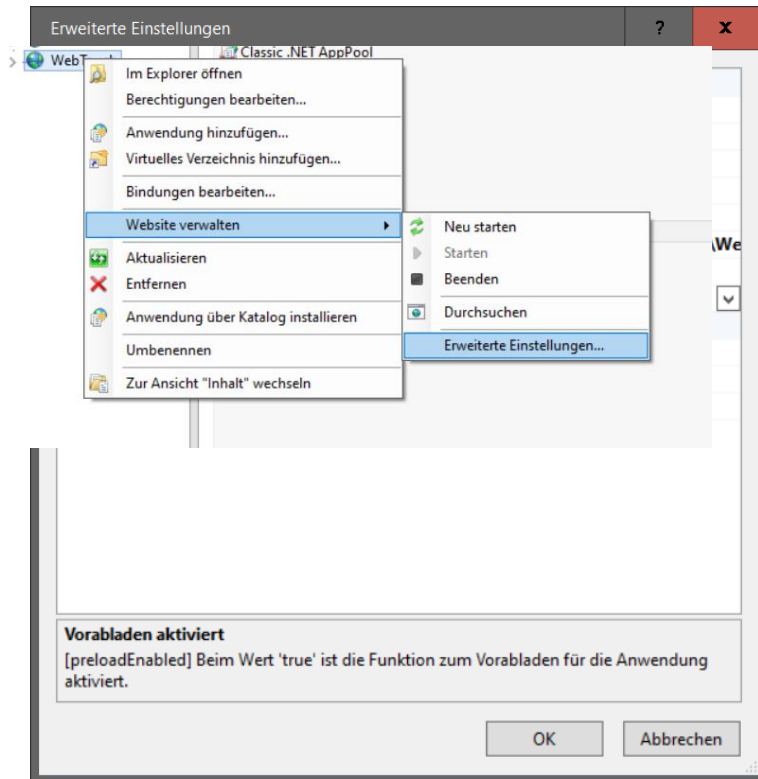 Erweiterte Einstellungen
?
x
Classic .NET AppPool
Im Explorer öffnen
Berechtigungen bearbeiten...
Anwendung hinzufügen...
Virtuelles Verzeichnis hinzufügen...
Bindungen bearbeiten...
Website verwalten
Aktualisieren
Entfernen
Anwendung über Katalog installieren
Umbenennen
Zur Ansicht "Inhalt" wechseln
Neu starten
Starten
Beenden
Durchsuchen
Erweiterte Einstellungen...
\We
Vorabladen aktiviert
[preloadEnabled] Beim Wert 'true' ist die Funktion zum Vorabladen für die Anwendung
aktiviert.
OK
Abbrechen